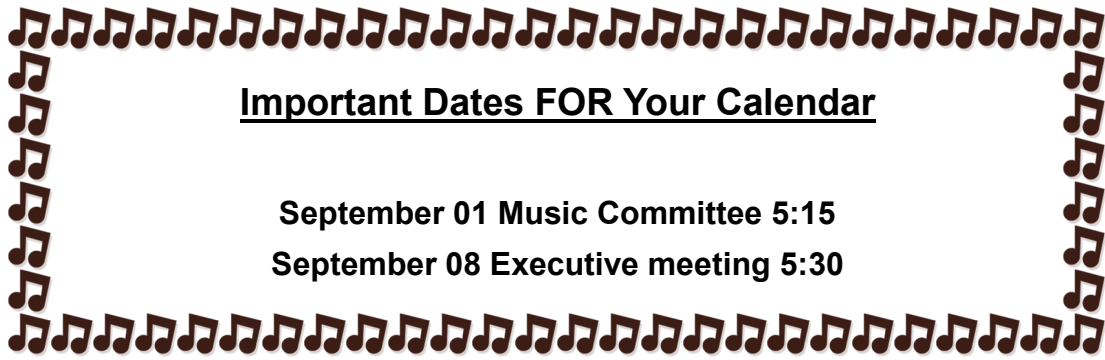 Important Dates FOR Your Calendar
September 01 Music Committee 5:15
September 08 Executive meeting 5:30